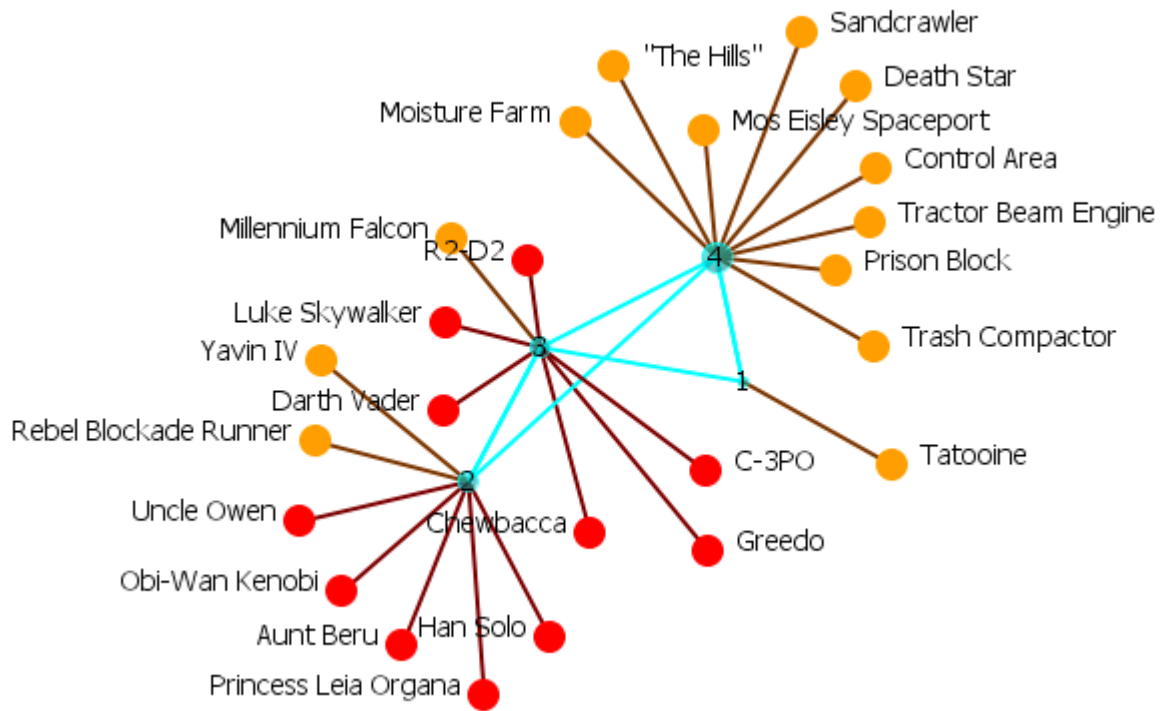 Sandcrawler
"The Hills"
Death Star
Moisture Farm
Mos Eisley Spaceport
Control Area
Tractor Beam Engine
Millennium Falcon
R2-D2
4
Prison Block
Luke Skywalker
Trash Compactor
Yavin IV
3
1
Darth Vader
Rebel Blockade Runner
C-3PO
Tatooine
2
Uncle Owen
Chewbacca
Greedo
Obi-Wan Kenobi
Aunt Beru
Han Solo
Princess Leia Organa